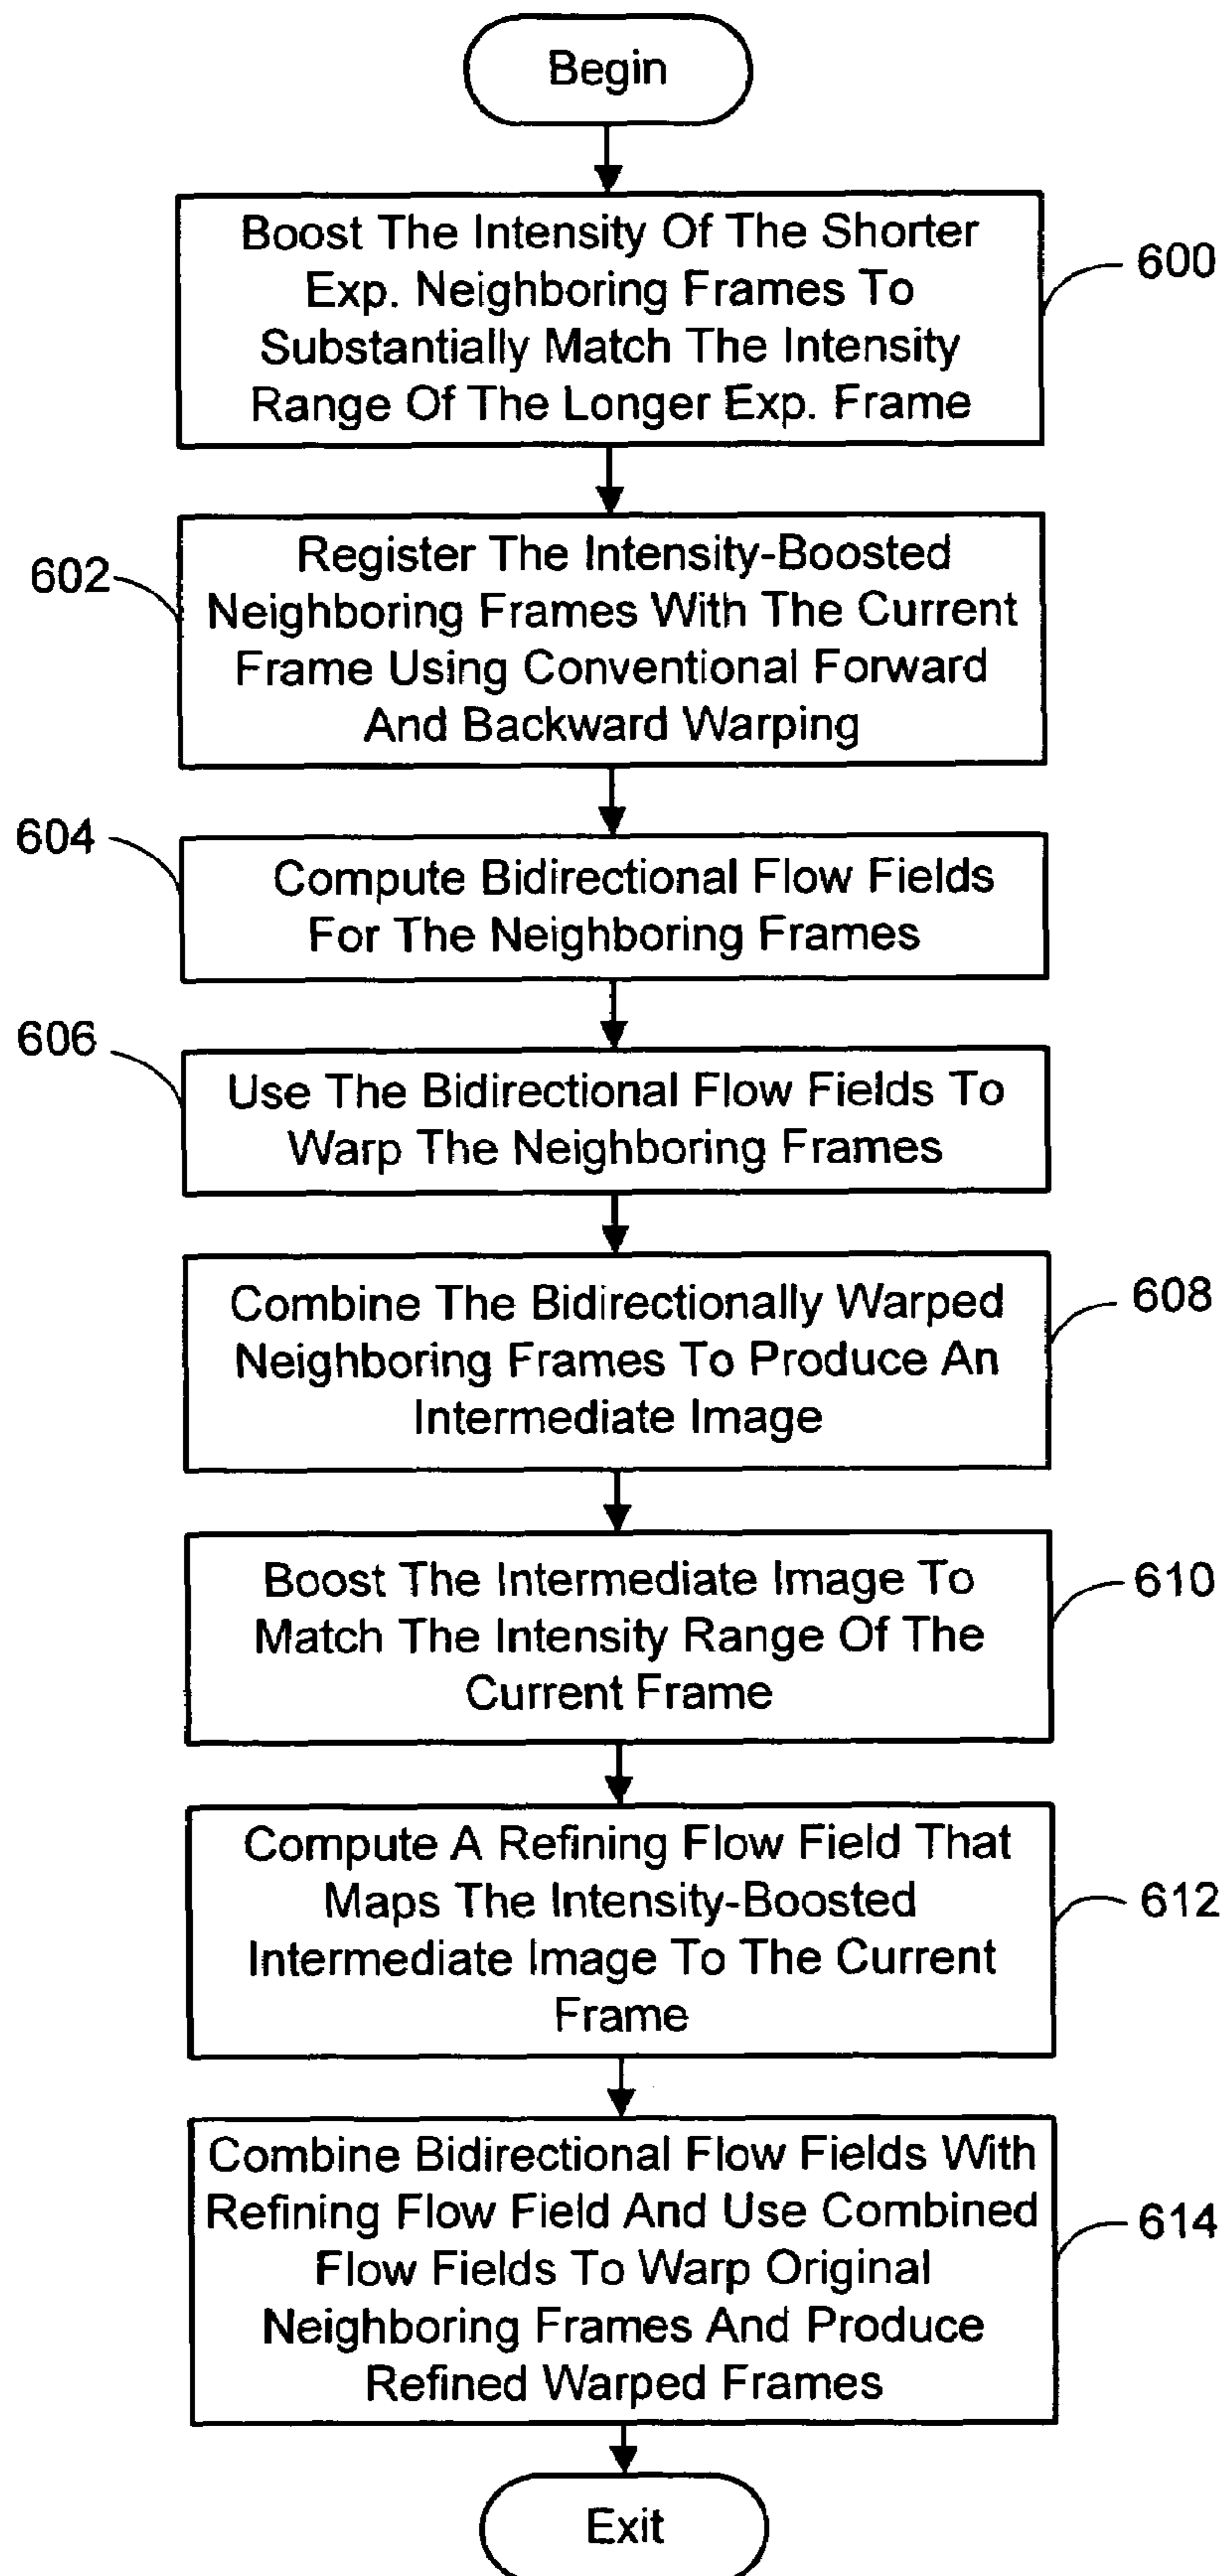 Begin
Boost The Intensity Of The Shorter
Exp. Neighboring Frames To
Substantially Match The Intensity
Range Of The Longer Exp. Frame
600
Register The Intensity-Boosted
Neighboring Frames With The Current
Frame Using Conventional Forward
And Backward Warping
602
604
Compute Bidirectional Flow Fields
For The Neighboring Frames
606
Use The Bidirectional Flow Fields To
Warp The Neighboring Frames
Combine The Bidirectionally Warped
Neighboring Frames To Produce An
Intermediate Image
608
Boost The Intermediate Image To
Match The Intensity Range Of The
Current Frame
610
Compute A Refining Flow Field That
Maps The Intensity-Boosted
Intermediate Image To The Current
Frame
612
Combine Bidirectional Flow Fields With
Refining Flow Field And Use Combined
Flow Fields To Warp Original
Neighboring Frames And Produce
Refined Warped Frames
614
Exit